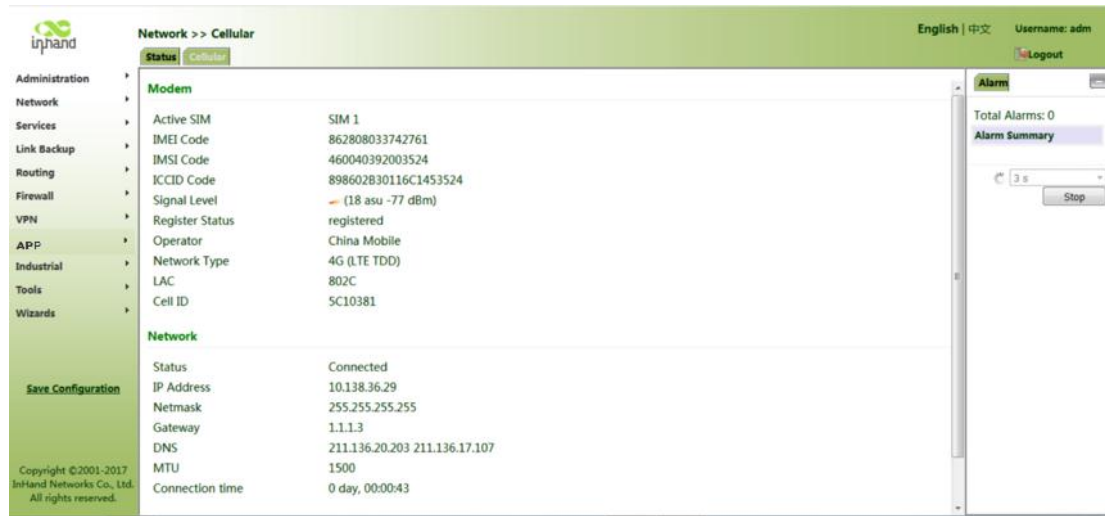 inhand
Network >> Cellular
English | 中文
Username: adm
Logout
Status
Cellular
Administration
Network
Services
Link Backup
Routing
Firewall
VPN
APP
Industrial
Tools
Wizards
Save Configuration
Copyright ©2001-2017
InHand Networks Co., Ltd.
All rights reserved.
Modem
Active SIM SIM 1
IMEI Code 862808033742761
IMSI Code 460040392003524
ICCID Code 898602B30116C1453524
Signal Level (18 asu -77 dBm)
Register Status registered
Operator China Mobile
Network Type 4G (LTE TDD)
LAC 802C
Cell ID 5C10381
Network
Status Connected
IP Address 10.138.36.29
Netmask 255.255.255.255
Gateway 1.1.1.3
DNS 211.136.20.203 211.136.17.107
MTU 1500
Connection time 0 day, 00:00:43
Alarm
Total Alarms: 0
Alarm Summary
3 s
Stop